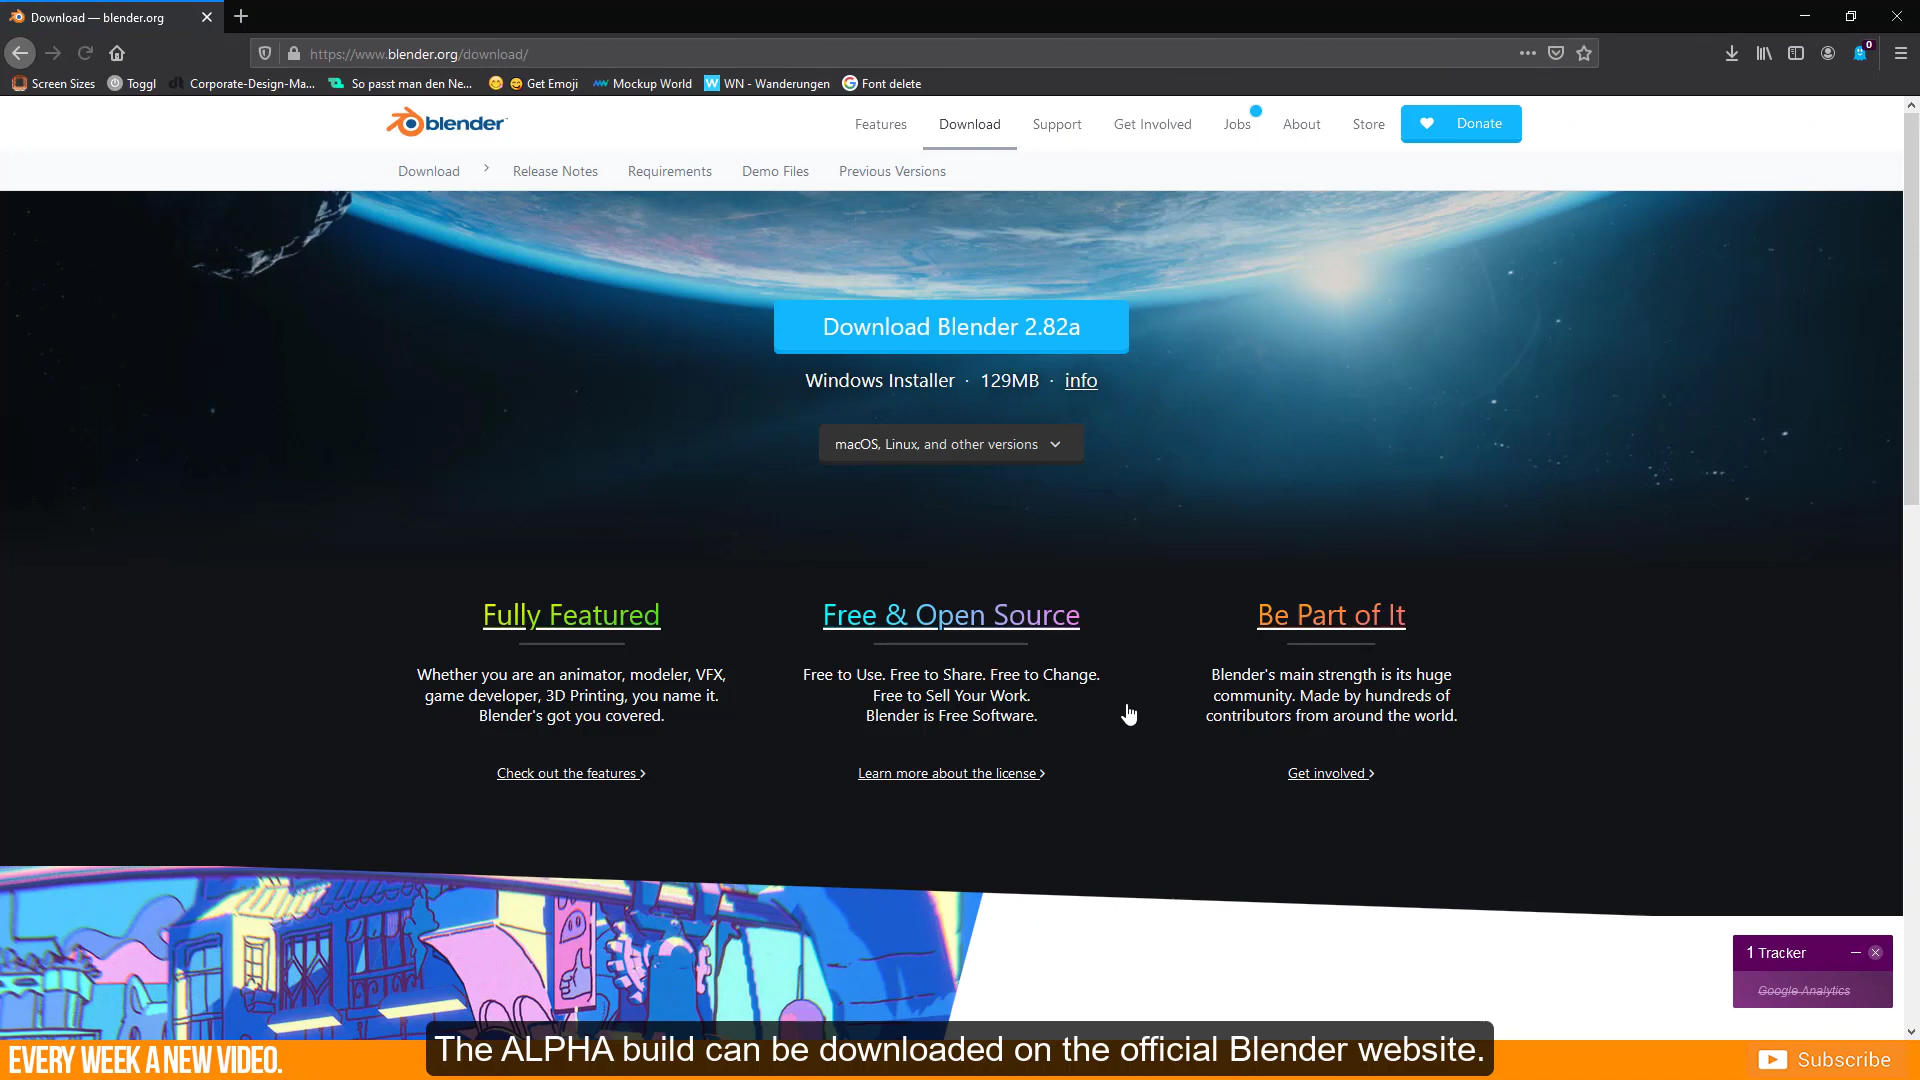 Download — blender.org
https://www.blender.org/download/
0
Screen Sizes
Toggl
Corporate-Design-Ma...
So passt man den Ne...
Get Emoji
Mockup World
WN - Wanderungen
Font delete
blender
Features
Download
Support
Get Involved
Jobs
About
Store
Donate
Download
Release Notes
Requirements
Demo Files
Previous Versions
Download Blender 2.82a
Windows Installer · 129MB · info
macOS, Linux, and other versions
Fully Featured
Whether you are an animator, modeler, VFX,
game developer, 3D Printing, you name it.
Blender's got you covered.
Check out the features >
Free & Open Source
Free to Use. Free to Share. Free to Change.
Free to Sell Your Work.
Blender is Free Software.
Learn more about the license >
Be Part of It
Blender's main strength is its huge
community. Made by hundreds of
contributors from around the world.
Get involved >
1 Tracker
Google Analytics
The ALPHA build can be downloaded on the official Blender website.
EVERY WEEK A NEW VIDEO.
Subscribe